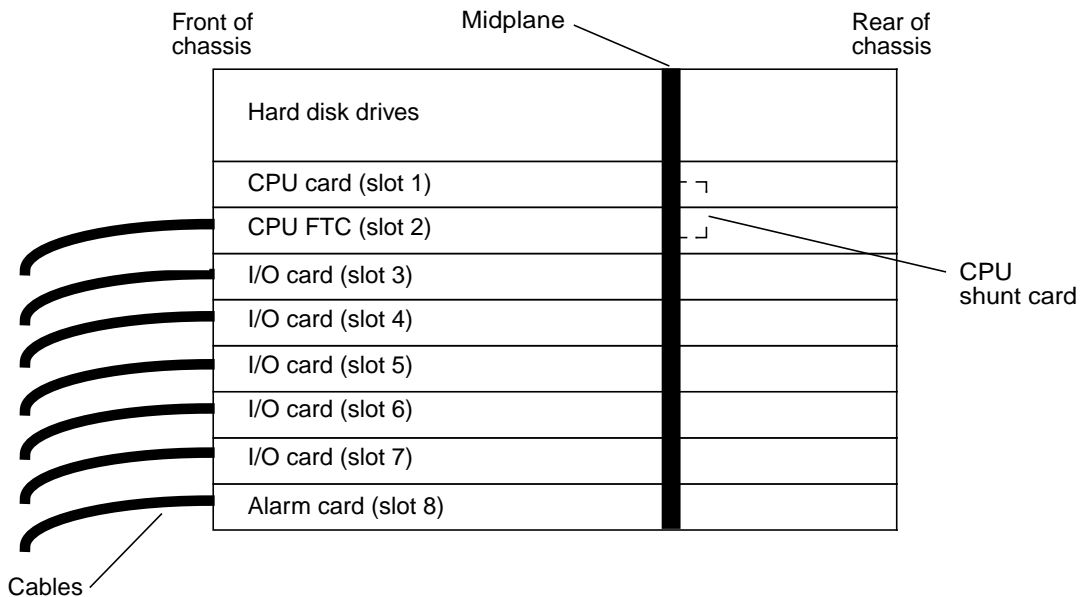 Front of
chassis
Midplane
Rear of
chassis
Hard disk drives
CPU card (slot 1)
CPU FTC (slot 2)
I/O card (slot 3)
I/O card (slot 4)
I/O card (slot 5)
I/O card (slot 6)
I/O card (slot 7)
Alarm card (slot 8)
CPU
shunt card
Cables